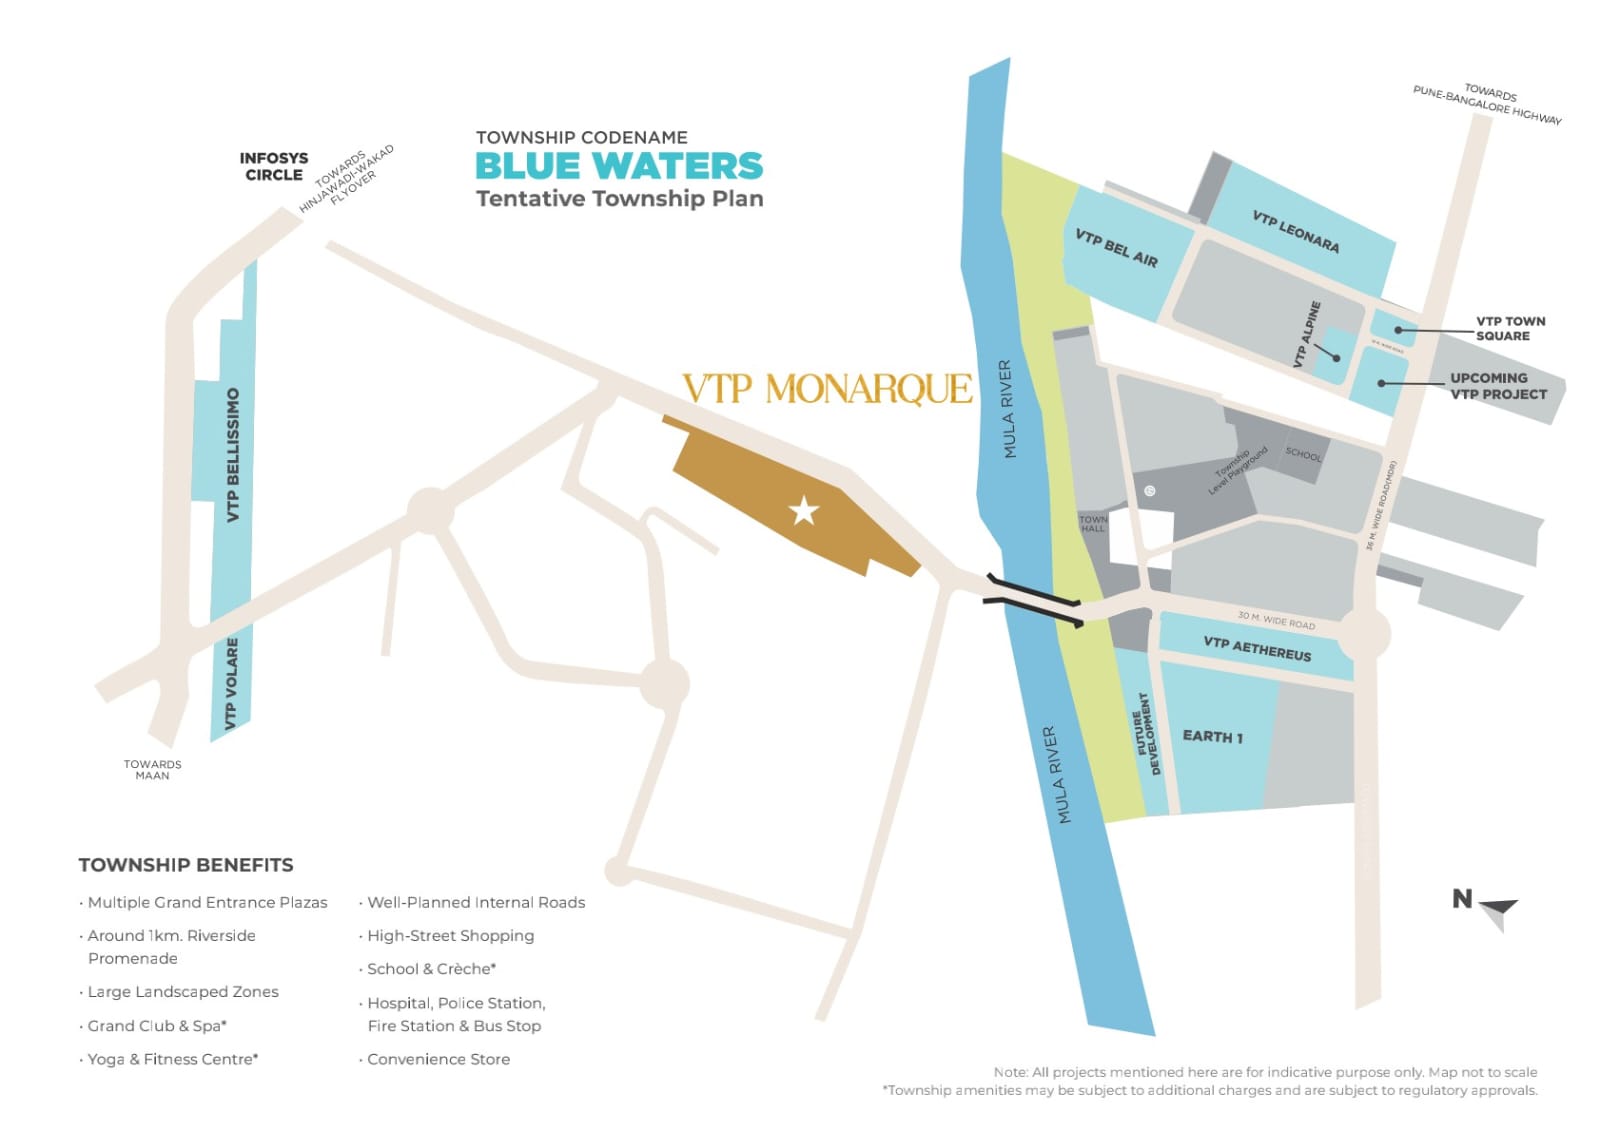 TOWNSHIP CODENAME
BLUE WATERS
Tentative Township Plan
INFOSYS
CIRCLE
TOWARDS
HINJAWADI-WAKAD
FLYOVER
TOWARDS
PUNE-BANGALORE HIGHWAY
VTP LEONARA
VTP BEL AIR
VTP ALPINE
VTP TOWN
SQUARE
UPCOMING
VTP PROJECT
VTP MONARQUE
MULA RIVER
VTP BELLISSIMO
Township
Level Playground
SCHOOL
TOWN
HALL
36 M. WIDE ROAD(MDR)
30 M. WIDE ROAD
VTP AETHEREUS
VTP VOLARE
FUTURE
DEVELOPMENT
EARTH 1
MULA RIVER
TOWARDS
MAAN
N
TOWNSHIP BENEFITS
· Multiple Grand Entrance Plazas
· Around 1km. Riverside
Promenade
· Large Landscaped Zones
· Grand Club & Spa*
· Yoga & Fitness Centre*
· Well-Planned Internal Roads
· High-Street Shopping
· School & Crèche*
· Hospital, Police Station,
Fire Station & Bus Stop
· Convenience Store
Note: All projects mentioned here are for indicative purpose only. Map not to scale
*Township amenities may be subject to additional charges and are subject to regulatory approvals.